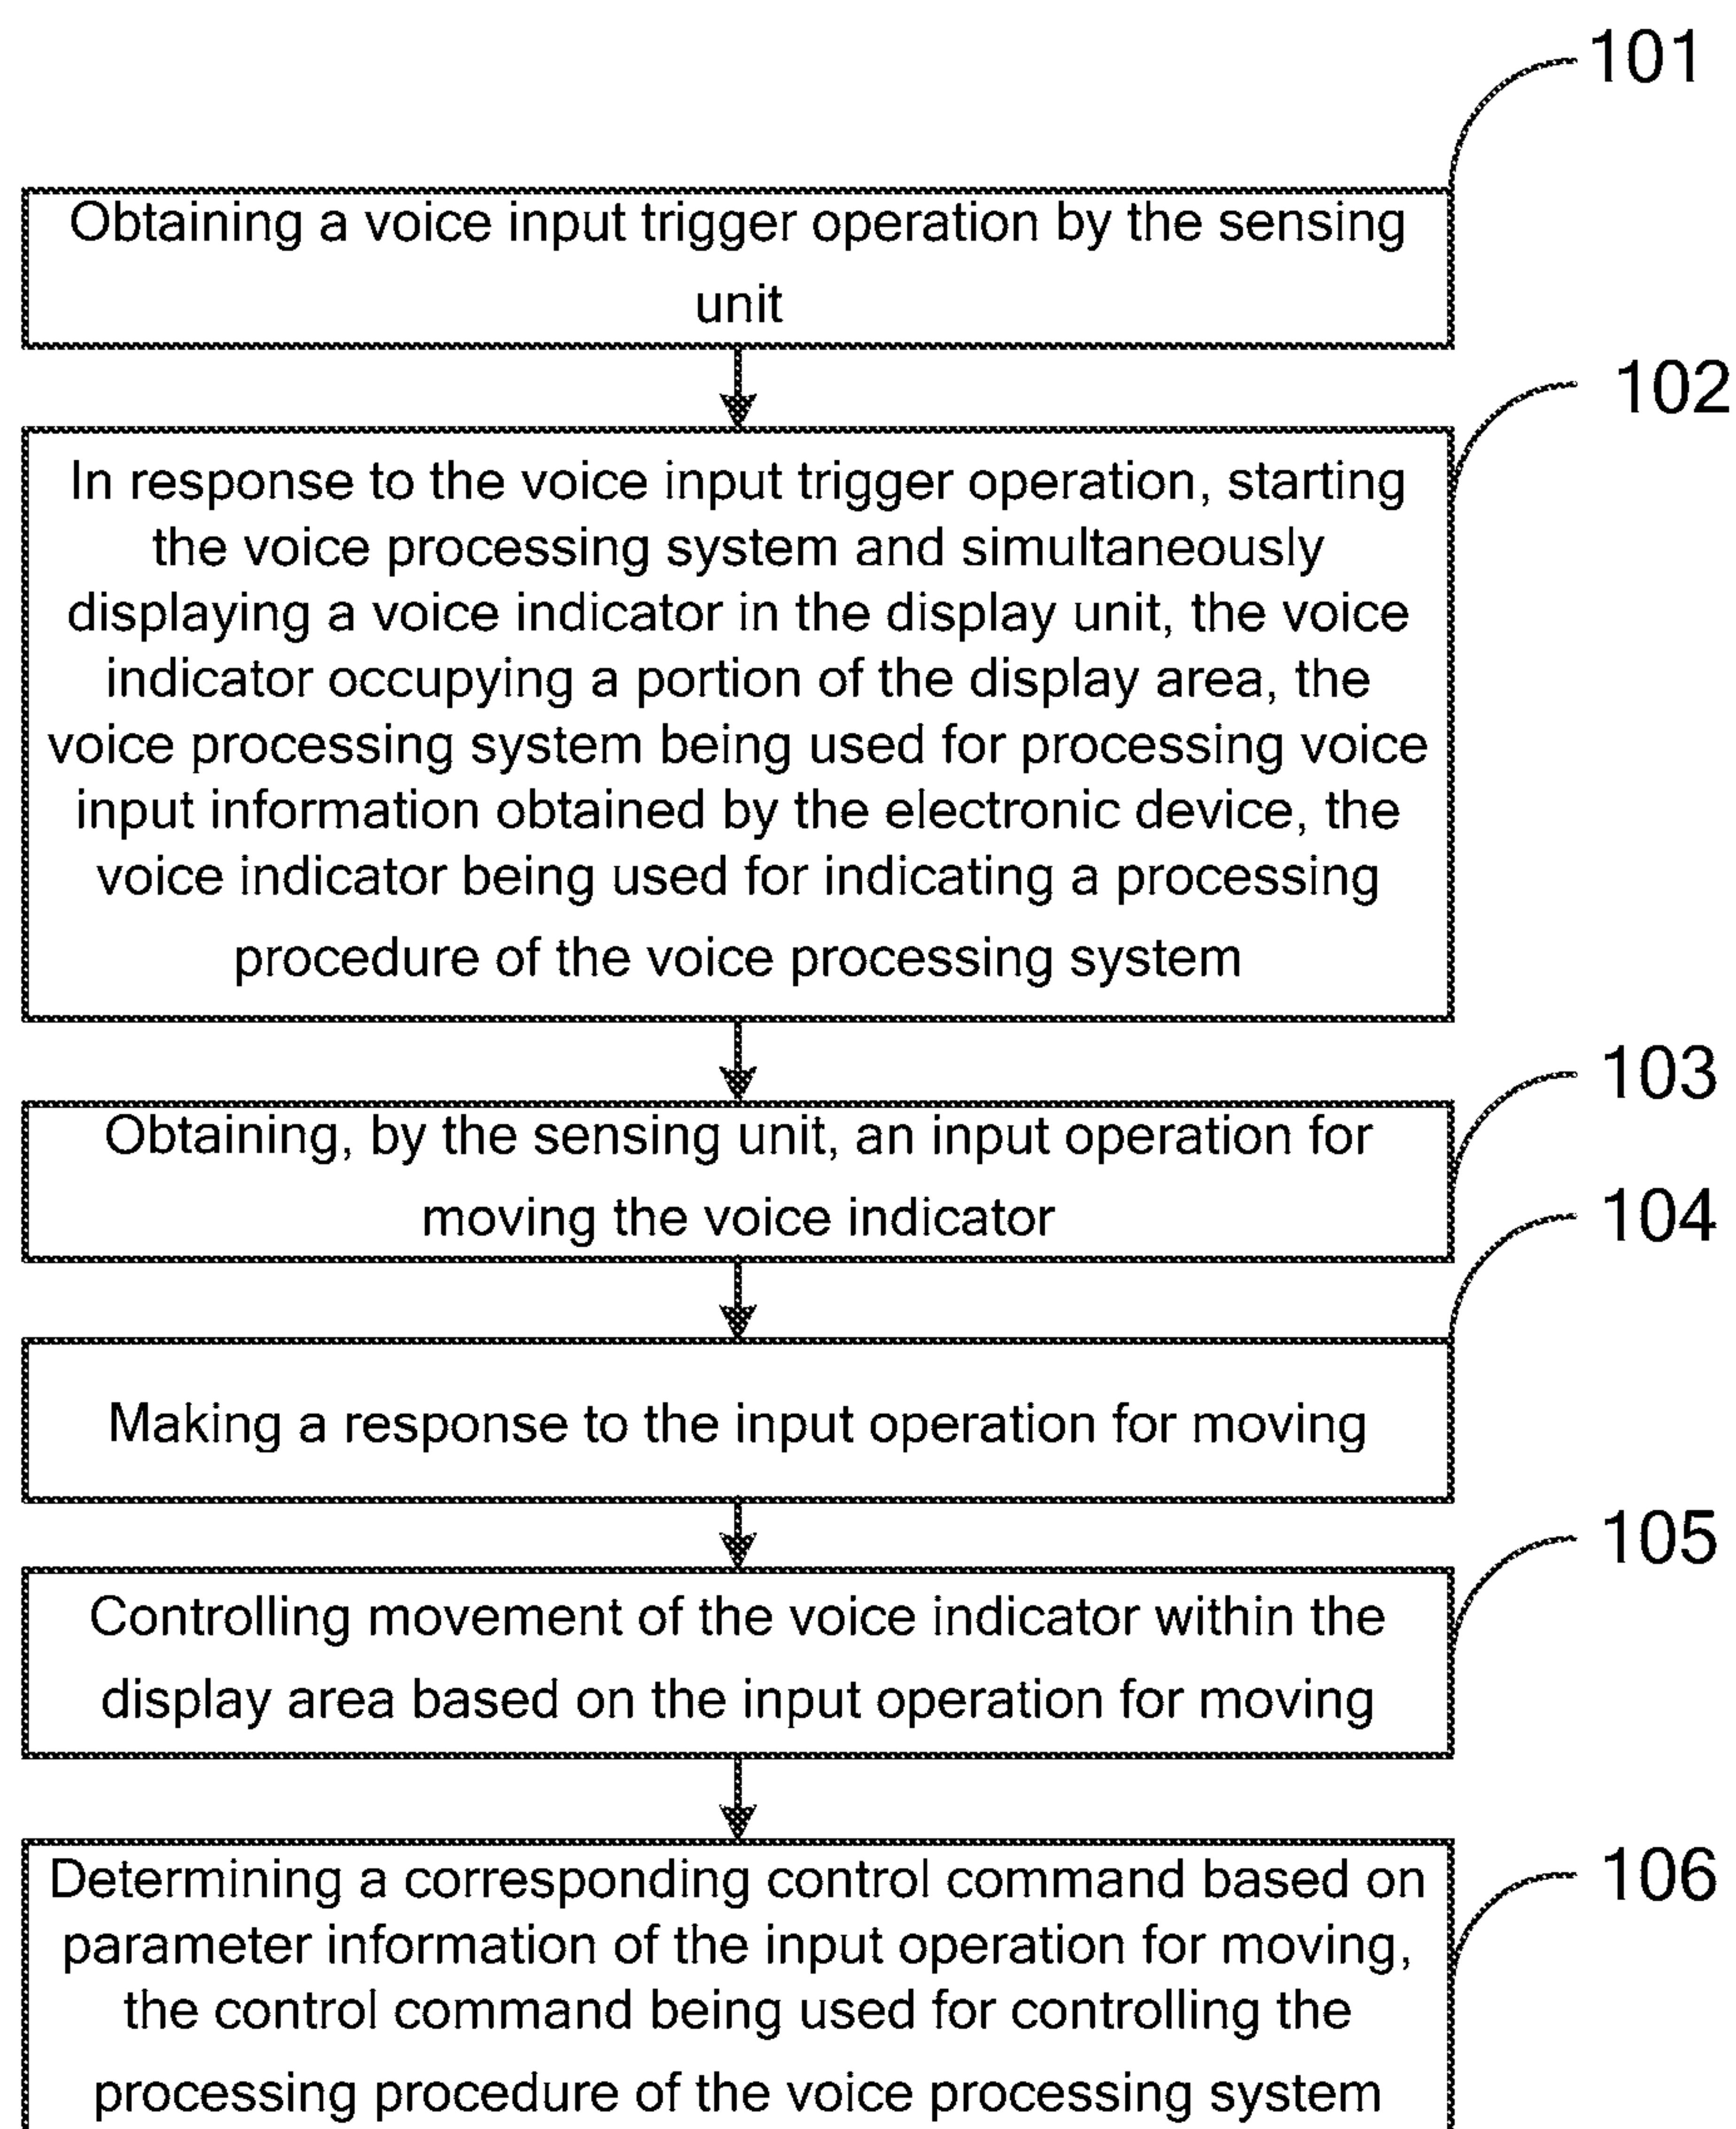 101
Obtaining a voice input trigger operation by the sensing
unit
102
In response to the voice input trigger operation, starting
the voice processing system and simultaneously
displaying a voice indicator in the display unit, the voice
indicator occupying a portion of the display area, the
voice processing system being used for processing voice
input information obtained by the electronic device, the
voice indicator being used for indicating a processing
procedure of the voice processing system
103
Obtaining, by the sensing unit, an input operation for
moving the voice indicator
104
Making a response to the input operation for moving
105
Controlling movement of the voice indicator within the
display area based on the input operation for moving
106
Determining a corresponding control command based on
parameter information of the input operation for moving,
the control command being used for controlling the
processing procedure of the voice processing system